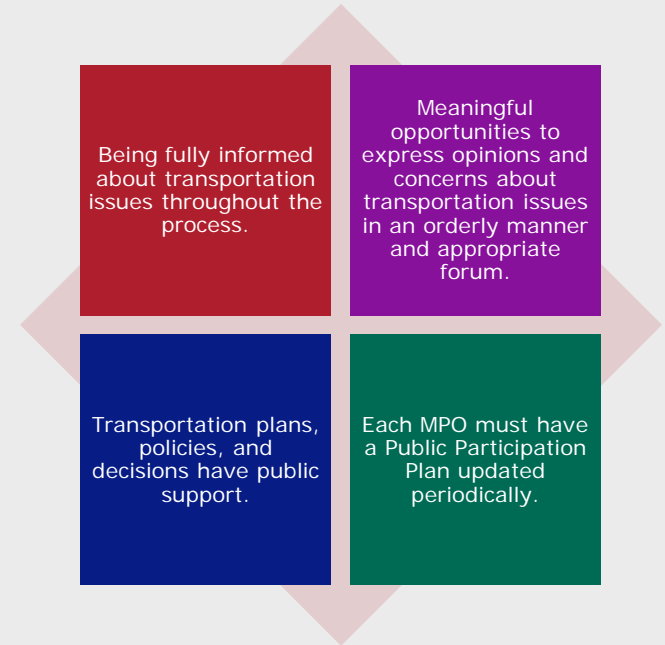 Being fully informed
about transportation
issues throughout the
process.
Meaningful
opportunities to
express opinions and
concerns about
transportation issues
in an orderly manner
and appropriate
forum.
Transportation plans,
policies, and
decisions have public
support.
Each MPO must have
a Public Participation
Plan updated
periodically.